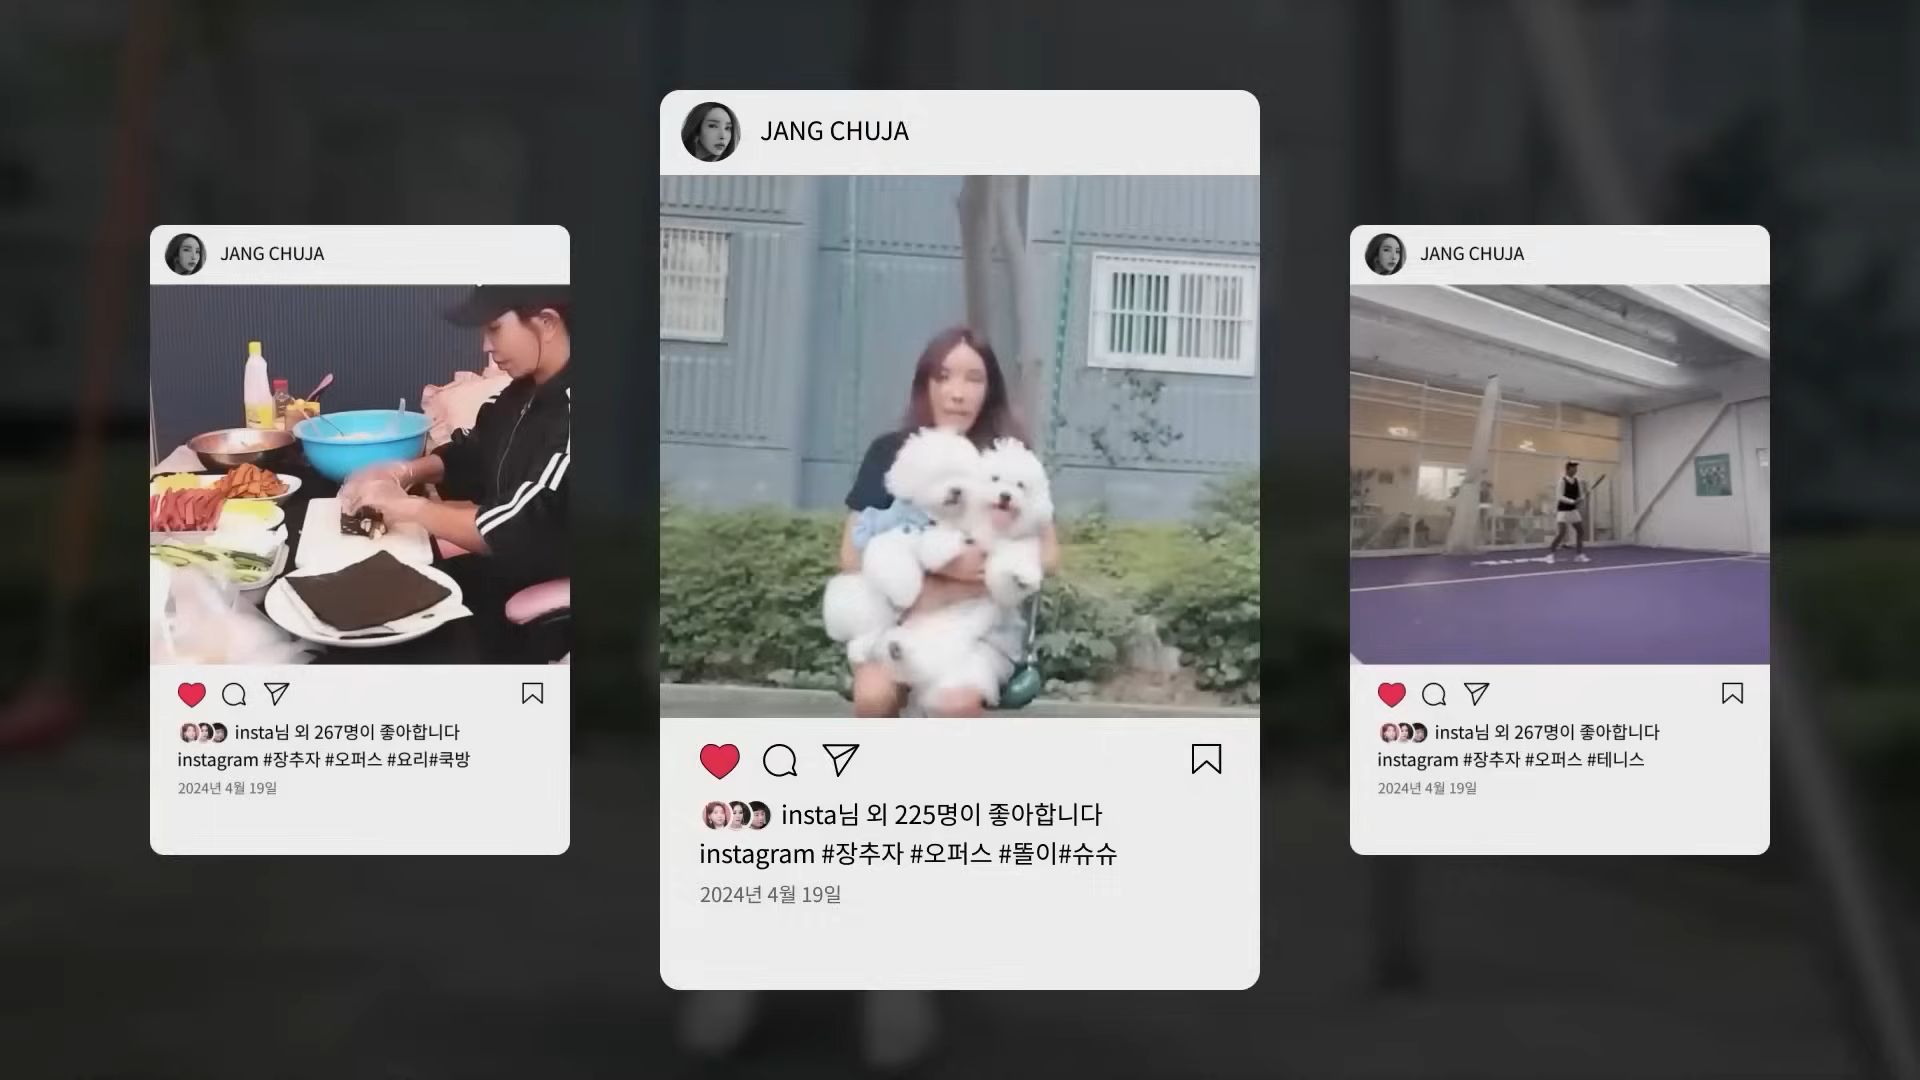 JANG CHUJA
insta님 외 267명이 좋아합니다
instagram #장추자 #오퍼스 #요리#쿡방
2024년 4월 19일
JANG CHUJA
insta님 외 225명이 좋아합니다
instagram #장추자 #오퍼스 #똘이#슈슈
2024년 4월 19일
JANG CHUJA
insta님 외 267명이 좋아합니다
instagram #장추자 #오퍼스 #테니스
2024년 4월 19일